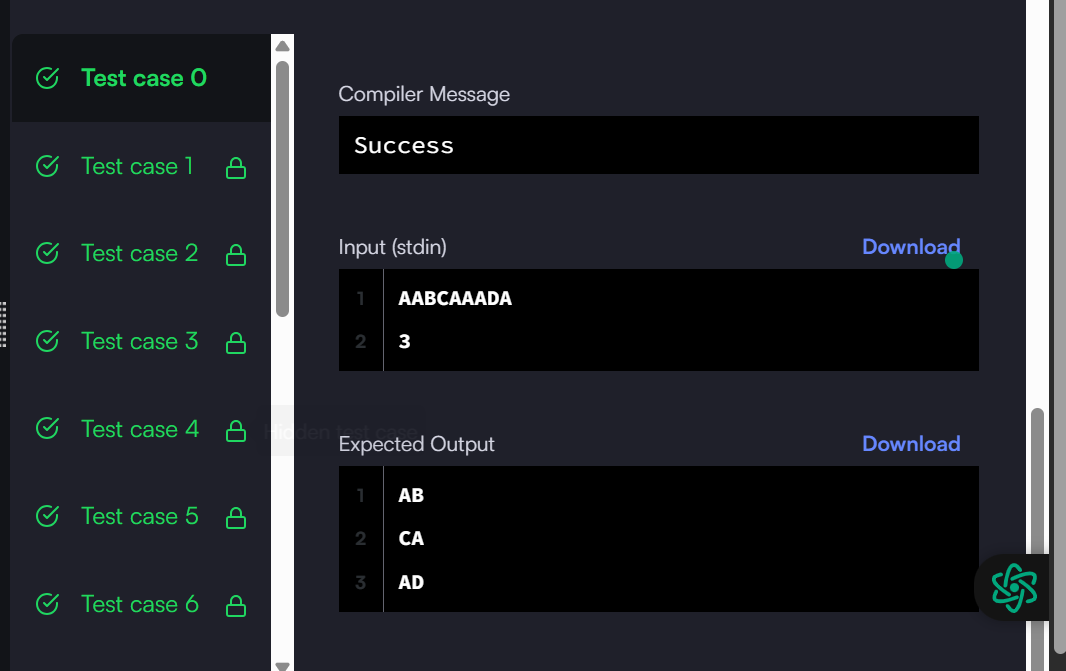 Test case 0
Test case 1
Test case 2
Test case 3
Test case 4
Test case 5
Test case 6
Hidden test case
Compiler Message
Success
Input (stdin)
Download
1 AABCAAADA
2 3
Expected Output
Download
1 AB
2 CA
3 AD